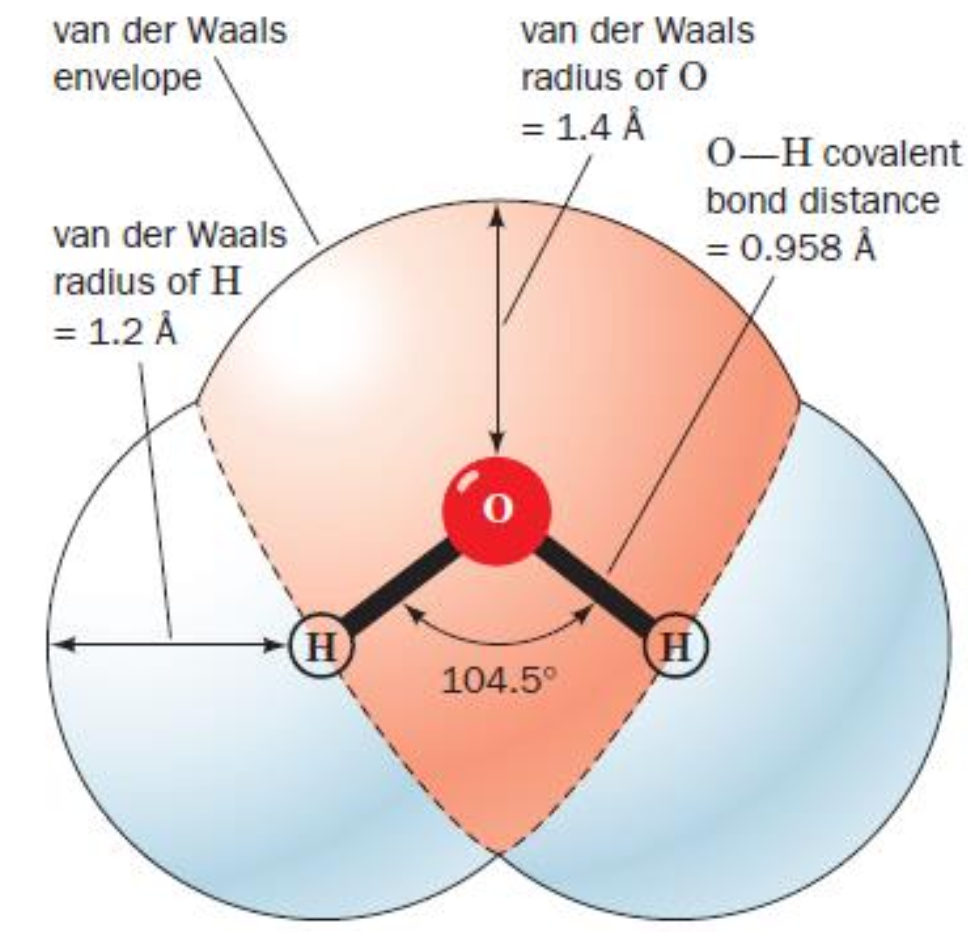 van der Waals
envelope
van der Waals
radius of O
= 1.4 Å
O—H covalent
bond distance
= 0.958 Å
van der Waals
radius of H
= 1.2 Å
O
H
H
104.5°